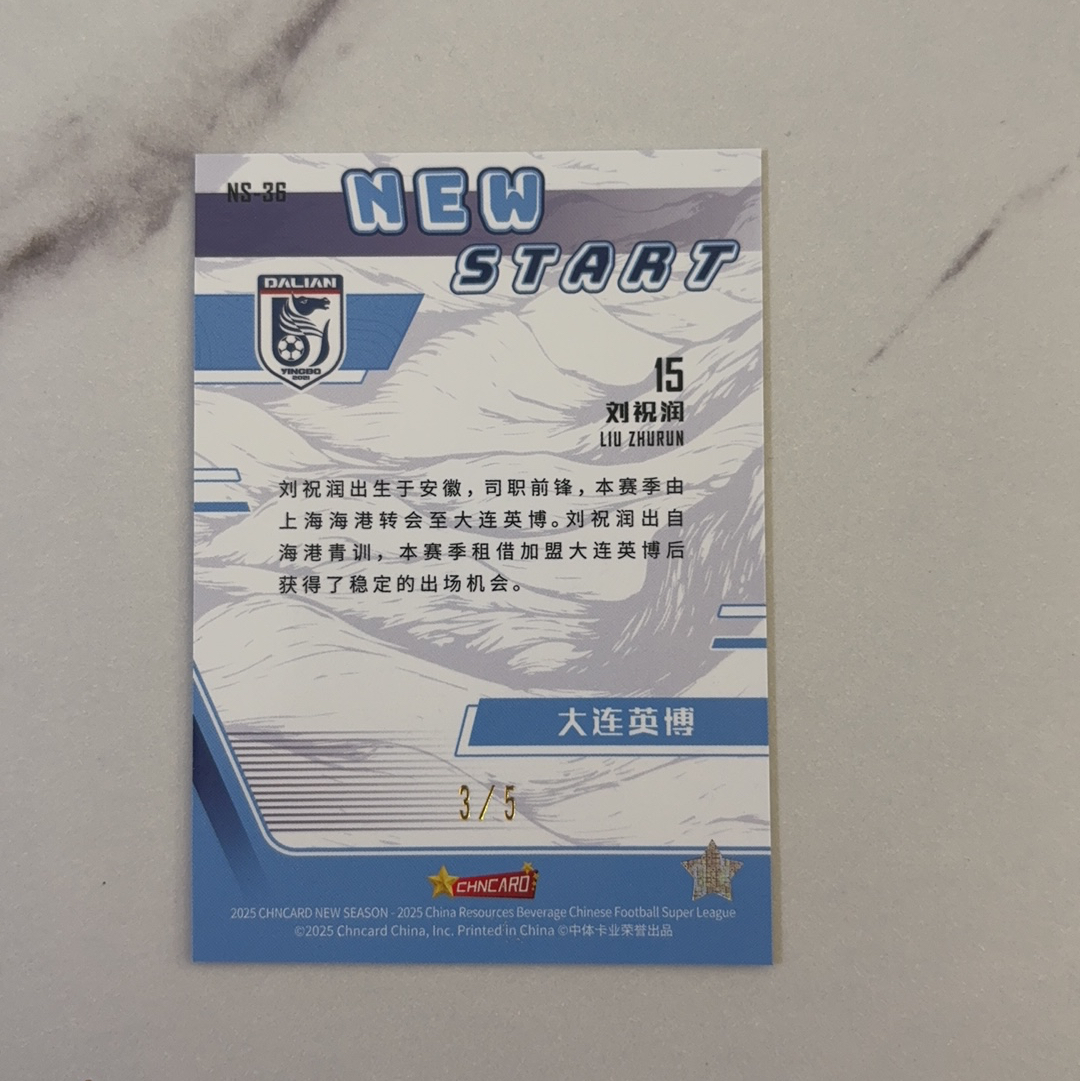 NS-36
NEW
START
DALIAN
YINGBO
15
刘祝润
LIU ZHURUN
刘祝润出生于安徽，司职前锋，本赛季由
上海海港转会至大连英博。刘祝润出自
海港青训，本赛季租借加盟大连英博后
获得了稳定的出场机会。
大连英博
3/5
CHNCARD
2025 CHNCARD NEW SEASON - 2025 China Resources Beverage Chinese Football Super League
©2025 Chncard China, Inc. Printed in China ©中体卡业荣誉出品